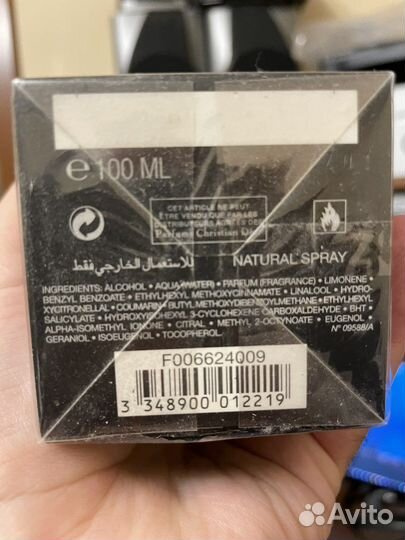 ℮ 100 ML
CET ARTICLE NE PEUT
ÊTRE VENDU QUE PAR LES
DISTRIBUTEURS AGRÉÉS DES
Parfums Christian Dior
للاستعمال الخارجي فقط
NATURAL SPRAY
INGREDIENTS: ALCOHOL • AQUA (WATER) • PARFUM (FRAGRANCE) • LIMONENE •
BENZYL BENZOATE • ETHYLHEXYL METHOXYCINNAMATE • LINALOOL • HYDRO-
XYCITRONELLAL • COUMARIN • BUTYL METHOXYDIBENZOYLMETHANE • ETHYLHEXYL
SALICYLATE • HYDROXYISOHEXYL 3-CYCLOHEXENE CARBOXALDEHYDE • BHT •
ALPHA-ISOMETHYL IONONE • CITRAL • METHYL 2-OCTYNOATE • EUGENOL •
GERANIOL • ISOEUGENOL • TOCOPHEROL.
N° 09588/A
F006624009
3 348900 012219
Avito